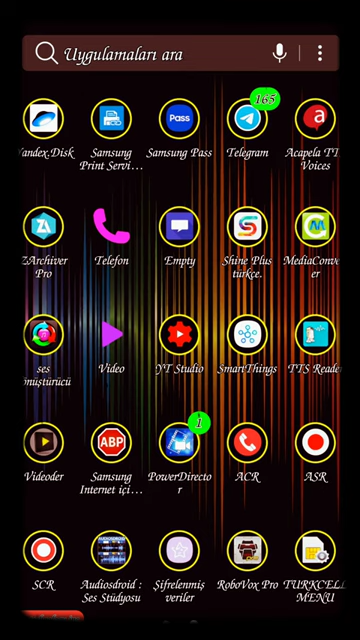 Uygulamaları ara
165
Yandex.Disk
Samsung
Print Servi...
Samsung Pass
Pass
Telegram
Acapela TT
Voices
ZArchiver
Pro
Telefon
Empty
Shine Plus
türkçe.
MediaConve
er
ses
önüştürücü
Video
YT Studio
SmartThings
TTS Reade
Videoder
ABP
Samsung
Internet içi...
1
PowerDirecto
r
ACR
ASR
SCR
Audiosdroid :
Ses Stüdyosu
Şifrelenmiş
veriler
RoboVox Pro
TURKCELL
MENU